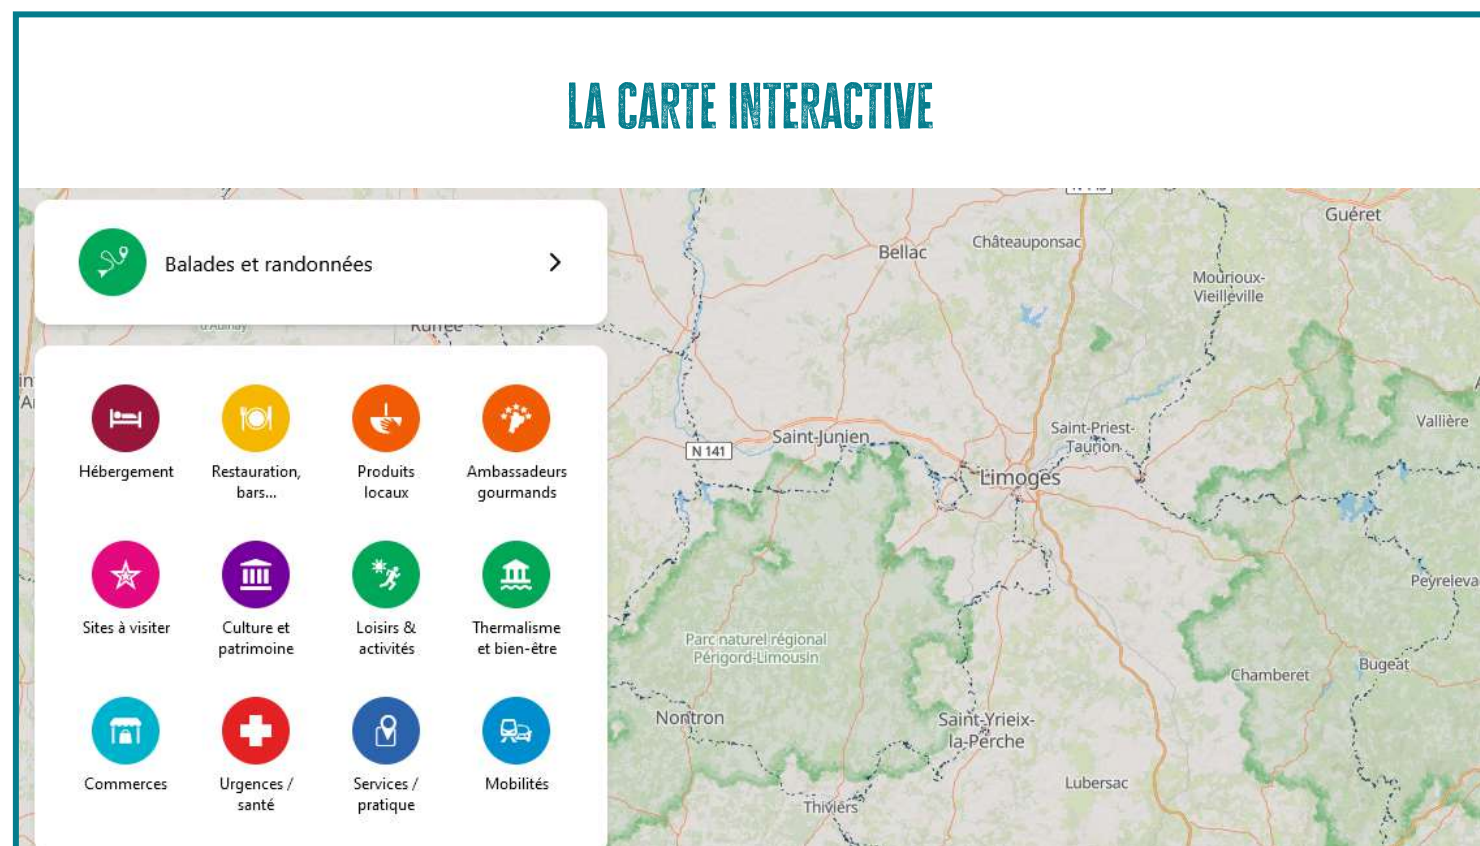 LA CARTE INTERACTIVE
Balades et randonnées
Hébergement
Restauration,
bars...
Produits
locaux
Ambassadeurs
gourmands
Sites à visiter
Culture et
patrimoine
Loisirs &
activités
Thermalisme
et bien-être
Commerces
Urgences /
santé
Services /
pratique
Mobilités
Guéret
Bellac
Châteauponsac
Mourioux-
Vieilleville
d'Aulnay
Vallière
Saint-Junien
N 141
Saint-Priest-
Taurion
Limoges
Peyreleva
Parc naturel régional
Périgord-Limousin
Bugeat
Chamberet
Nontron
Saint-Yrieix-
la-Perche
Lubersac
Thiviers